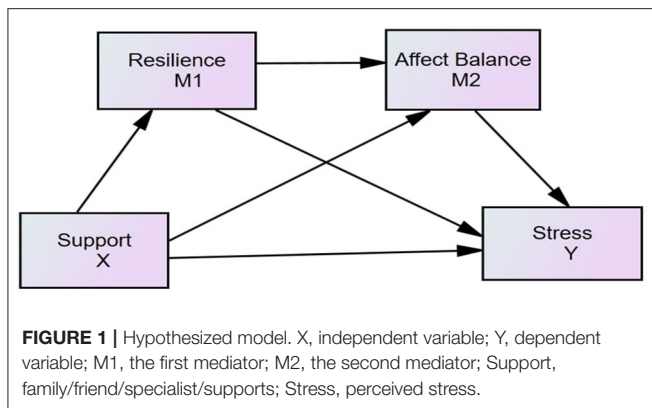 Resilience
M1
Affect Balance
M2
Support
X
Stress
Y
FIGURE 1 | Hypothesized model. X, independent variable; Y, dependent
variable; M1, the first mediator; M2, the second mediator; Support,
family/friend/specialist/supports; Stress, perceived stress.